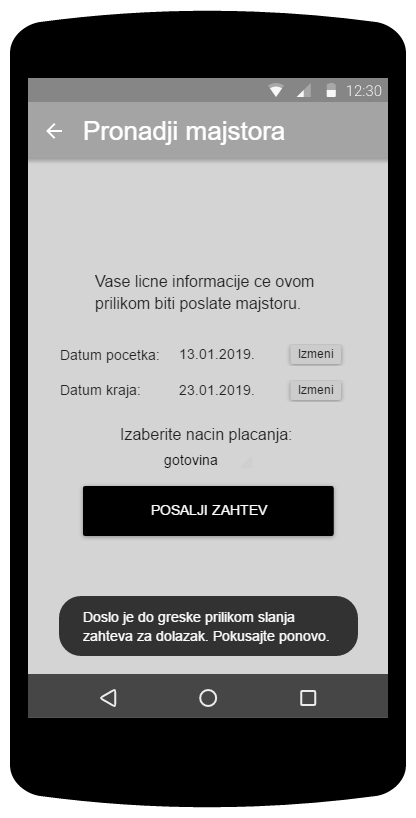 12:30
Pronadji majstora
Vase licne informacije ce ovom
prilikom biti poslate majstoru.
Datum pocetka: 13.01.2019. Izmeni
Datum kraja: 23.01.2019. Izmeni
Izaberite nacin placanja:
gotovina
POSALJI ZAHTEV
Doslo je do greske prilikom slanja
zahteva za dolazak. Pokusajte ponovo.